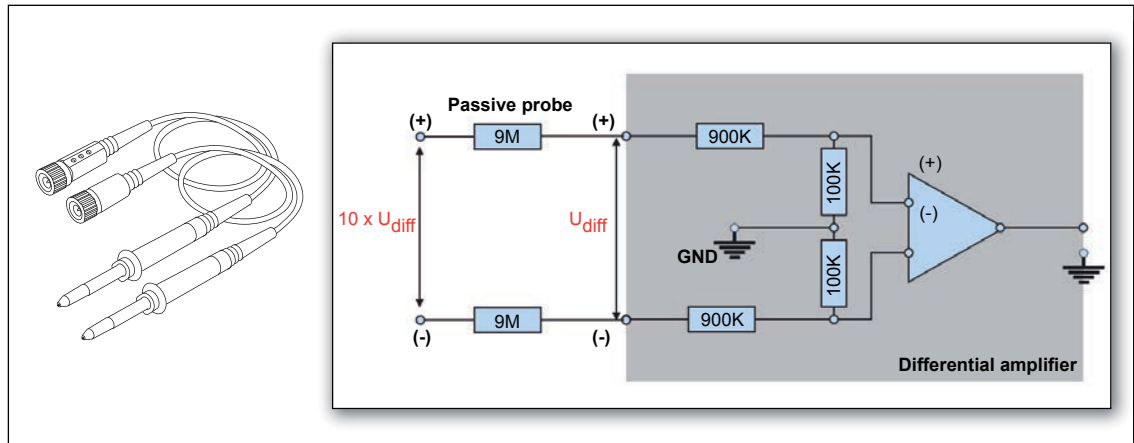 Passive probe
(+)
(+)
9M
900K
100K
(+)
(-)
10 x Udiff
Udiff
GND
100K
9M
900K
(-)
(-)
Differential amplifier